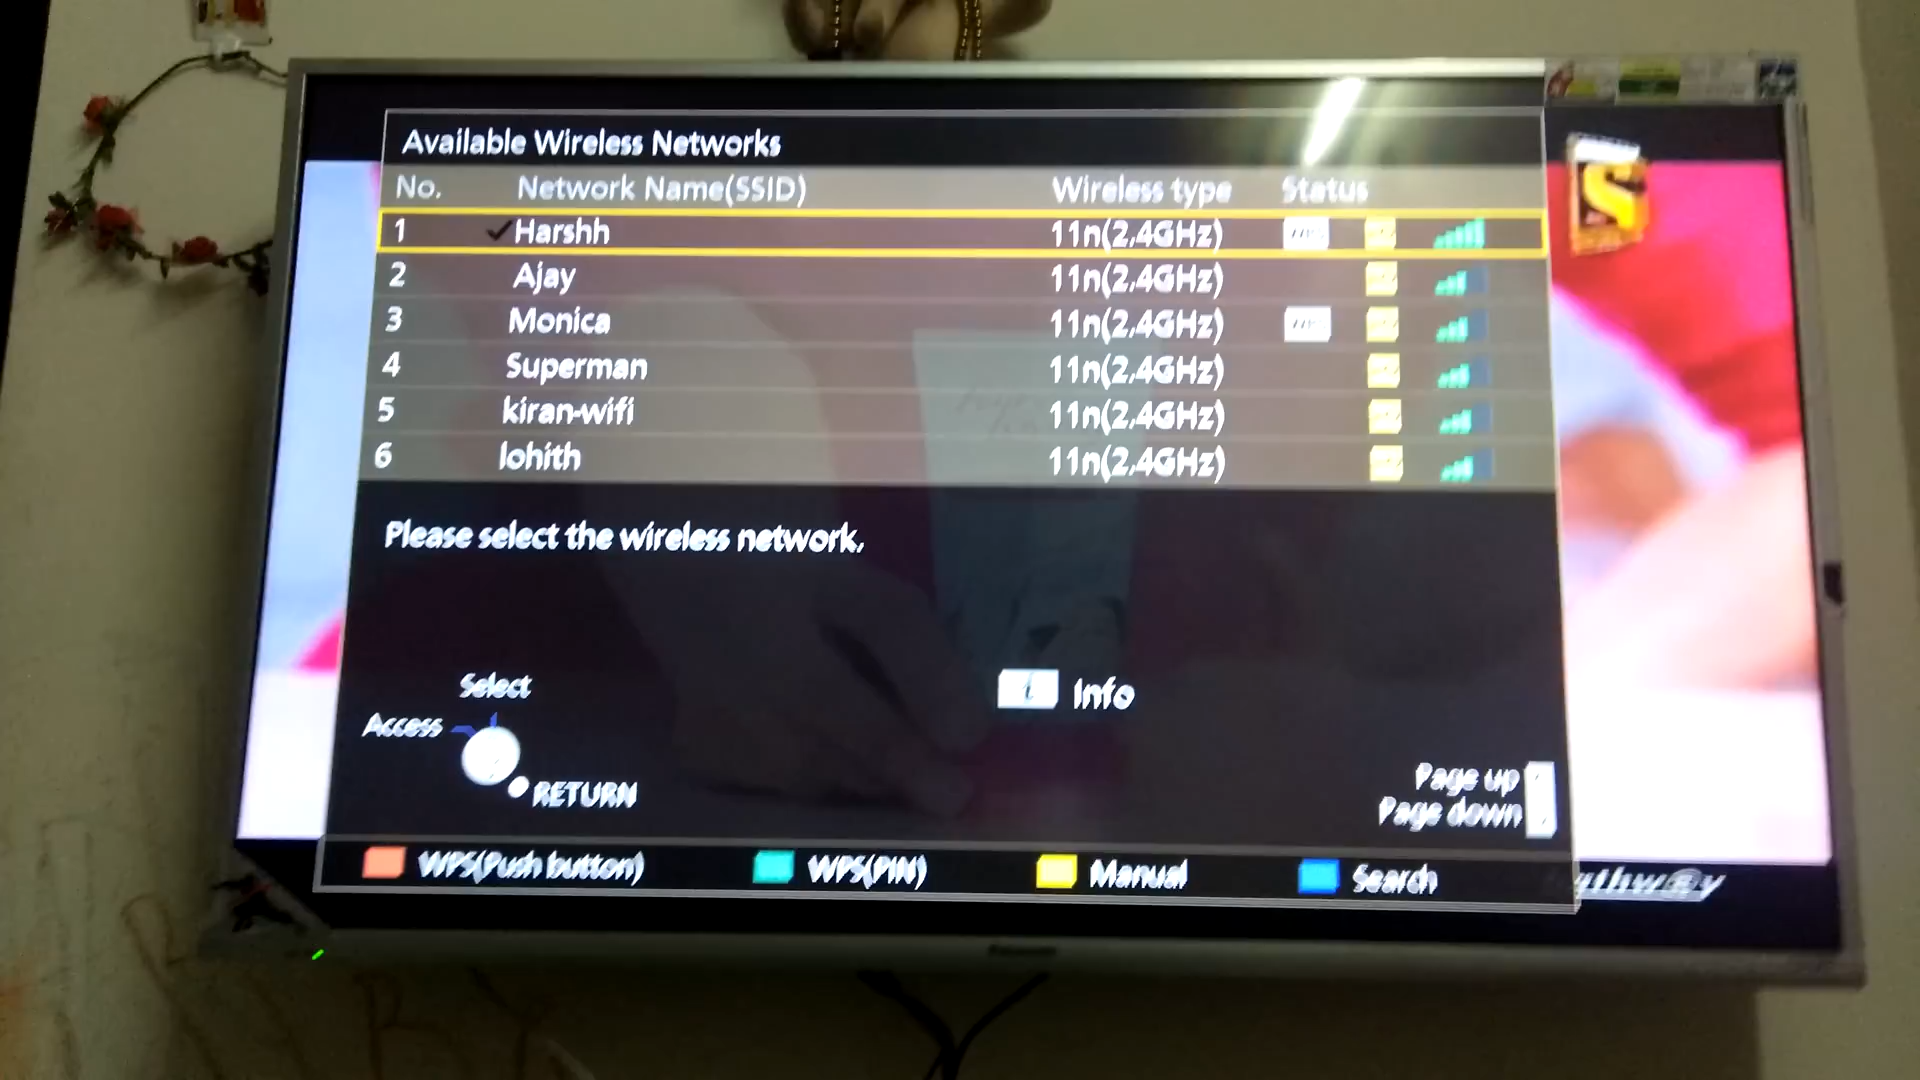 Available Wireless Networks
No. Network Name(SSID) Wireless type Status
1 Harshh 11n(2.4GHz) WPS
2 Ajay 11n(2.4GHz)
3 Monica 11n(2.4GHz) WPS
4 Superman 11n(2.4GHz)
5 kiran-wifi 11n(2.4GHz)
6 lohith 11n(2.4GHz)
Please select the wireless network.
Select
Access
RETURN
i Info
Page up
Page down
WPS(Push button) WPS(PIN) Manual Search
Panasonic